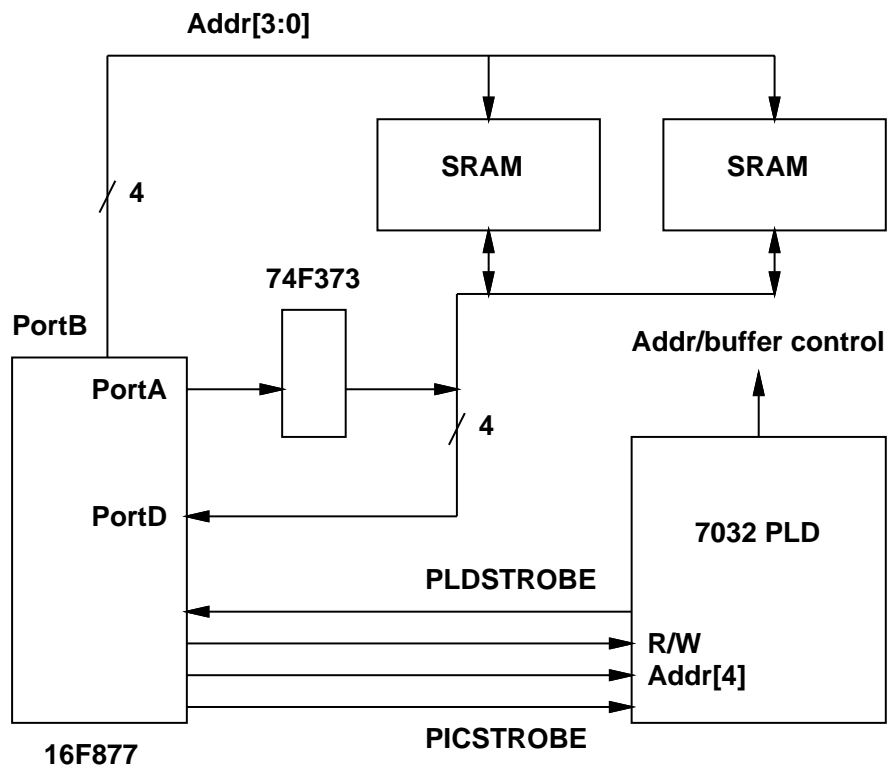 Addr[3:0]
SRAM
SRAM
4
74F373
PortB
Addr/buffer control
PortA
4
PortD
7032 PLD
PLDSTROBE
R/W
Addr[4]
PICSTROBE
16F877